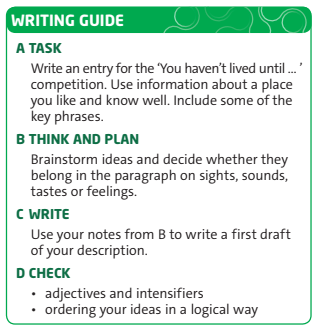 WRITING GUIDE
A TASK
Write an entry for the ‘You haven’t lived until ... ’
competition. Use information about a place
you like and know well. Include some of the
key phrases.
B THINK AND PLAN
Brainstorm ideas and decide whether they
belong in the paragraph on sights, sounds,
tastes or feelings.
C WRITE
Use your notes from B to write a first draft
of your description.
D CHECK
• adjectives and intensifiers
• ordering your ideas in a logical way